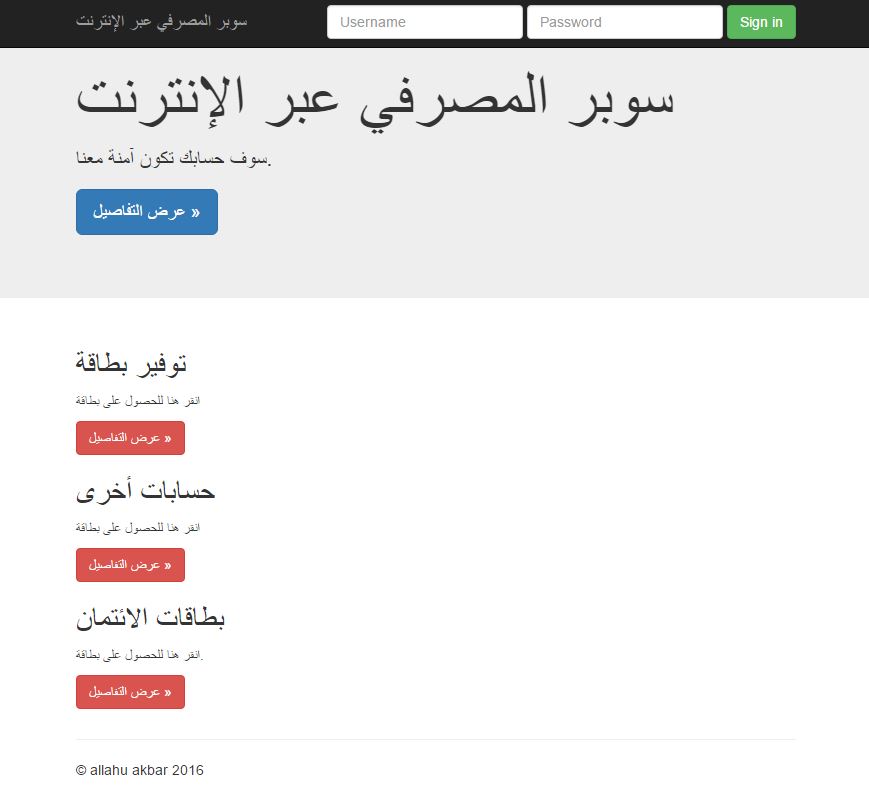 سوبر المصرفي عبر الإنترنت
Username
Password
Sign in
سوبر المصرفي عبر الإنترنت
سوف حسابك تكون آمنة معنا.
عرض التفاصيل »
توفير بطاقة
انقر هنا للحصول على بطاقة
عرض التفاصيل »
حسابات أخرى
انقر هنا للحصول على بطاقة
عرض التفاصيل »
بطاقات الائتمان
انقر هنا للحصول على بطاقة.
عرض التفاصيل »
© allahu akbar 2016